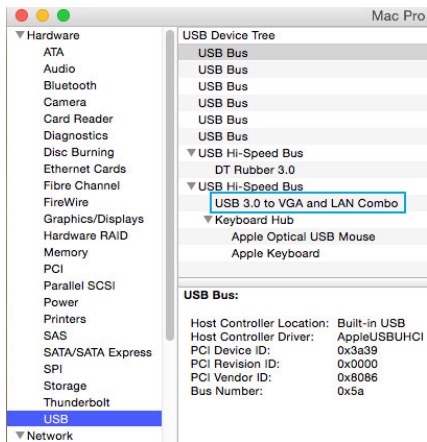 Mac Pro
Hardware
ATA
Audio
Bluetooth
Camera
Card Reader
Diagnostics
Disc Burning
Ethernet Cards
Fibre Channel
FireWire
Graphics/Displays
Hardware RAID
Memory
PCI
Parallel SCSI
Power
Printers
SAS
SATA/SATA Express
SPI
Storage
Thunderbolt
USB
Network
USB Device Tree
USB Bus
USB Bus
USB Bus
USB Bus
USB Bus
USB Bus
USB Hi-Speed Bus
DT Rubber 3.0
USB Hi-Speed Bus
USB 3.0 to VGA and LAN Combo
Keyboard Hub
Apple Optical USB Mouse
Apple Keyboard
USB Bus:
Host Controller Location: Built-in USB
Host Controller Driver: AppleUSBUHCI
PCI Device ID: 0x3a39
PCI Revision ID: 0x0000
PCI Vendor ID: 0x8086
Bus Number: 0x5a